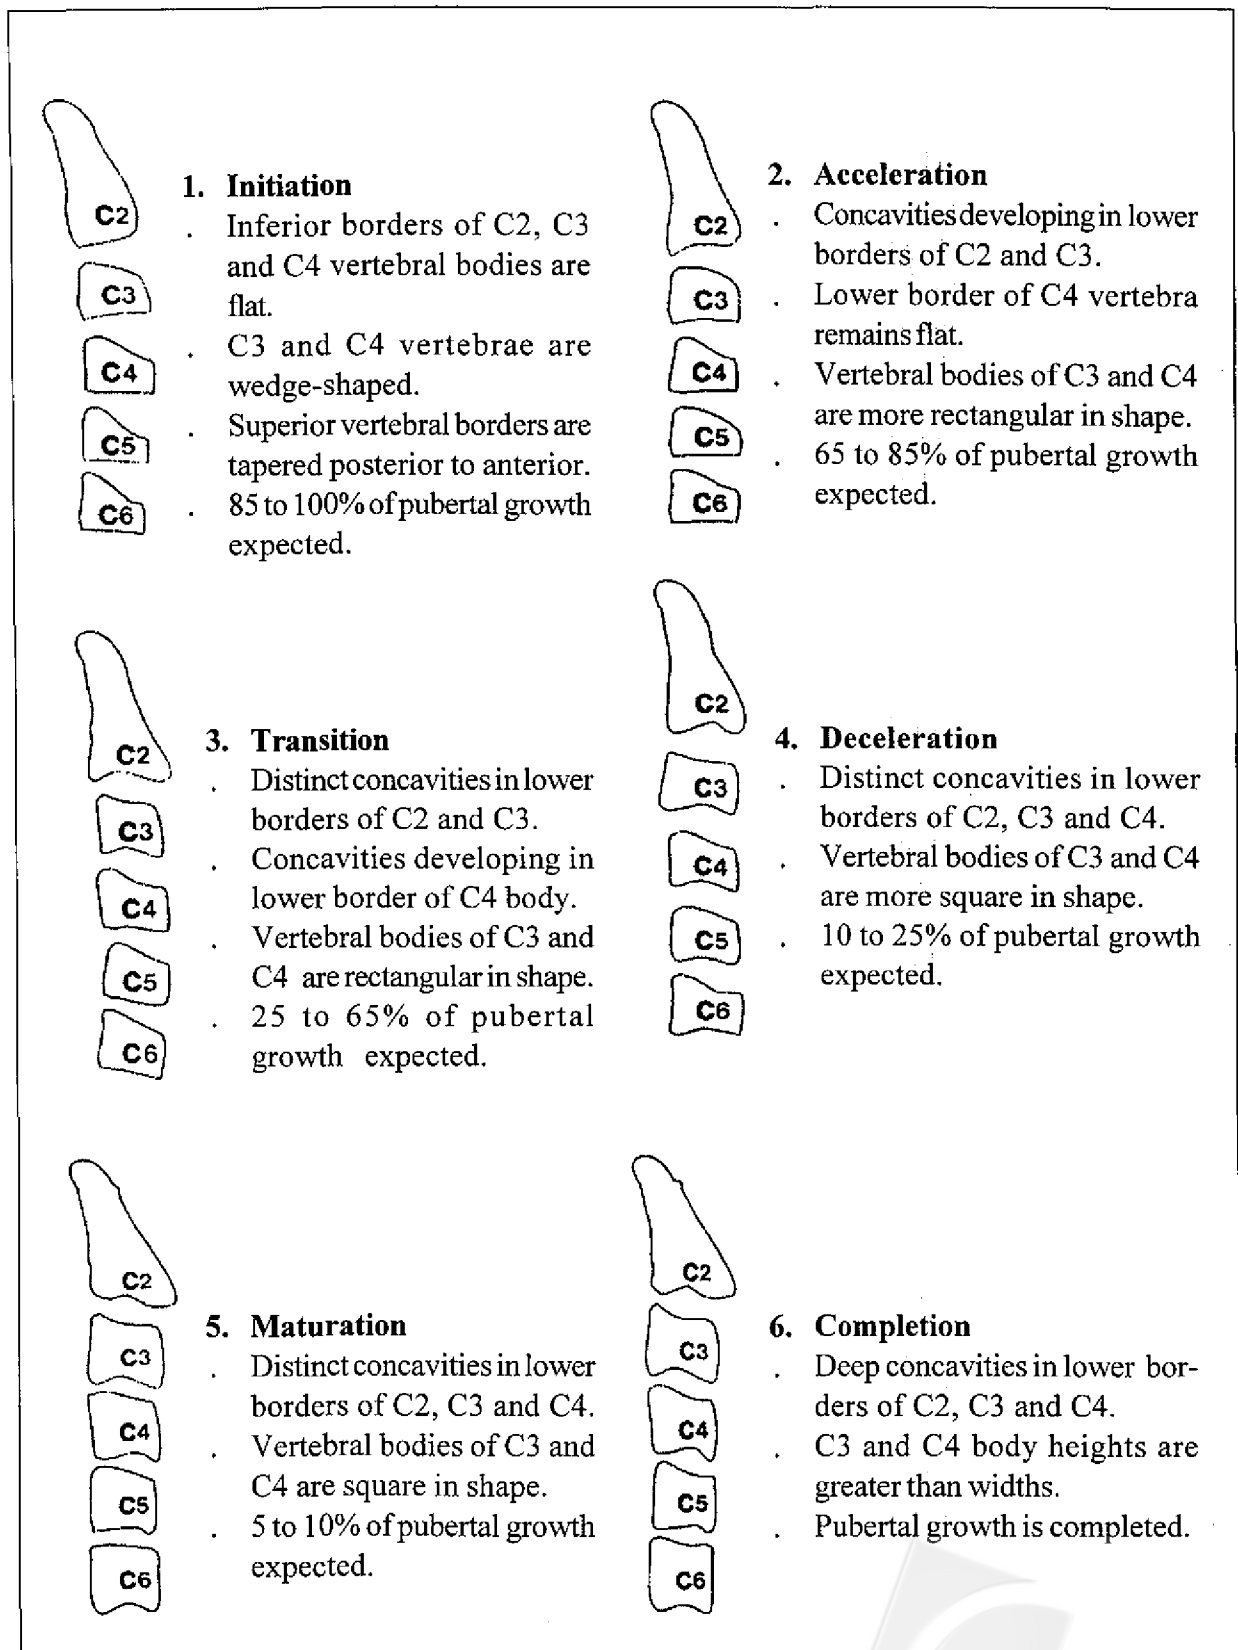 C2
C3
C4
C5
C6
1. Initiation
. Inferior borders of C2, C3
and C4 vertebral bodies are
flat.
. C3 and C4 vertebrae are
wedge-shaped.
. Superior vertebral borders are
tapered posterior to anterior.
. 85 to 100% of pubertal growth
expected.
C2
C3
C4
C5
C6
2. Acceleration
. Concavities developing in lower
borders of C2 and C3.
. Lower border of C4 vertebra
remains flat.
. Vertebral bodies of C3 and C4
are more rectangular in shape.
. 65 to 85% of pubertal growth
expected.
C2
C3
C4
C5
C6
3. Transition
. Distinct concavities in lower
borders of C2 and C3.
. Concavities developing in
lower border of C4 body.
. Vertebral bodies of C3 and
C4 are rectangular in shape.
. 25 to 65% of pubertal
growth expected.
C2
C3
C4
C5
C6
4. Deceleration
. Distinct concavities in lower
borders of C2, C3 and C4.
. Vertebral bodies of C3 and C4
are more square in shape.
. 10 to 25% of pubertal growth
expected.
C2
C3
C4
C5
C6
5. Maturation
. Distinct concavities in lower
borders of C2, C3 and C4.
. Vertebral bodies of C3 and
C4 are square in shape.
. 5 to 10% of pubertal growth
expected.
C2
C3
C4
C5
C6
6. Completion
. Deep concavities in lower bor-
ders of C2, C3 and C4.
. C3 and C4 body heights are
greater than widths.
. Pubertal growth is completed.